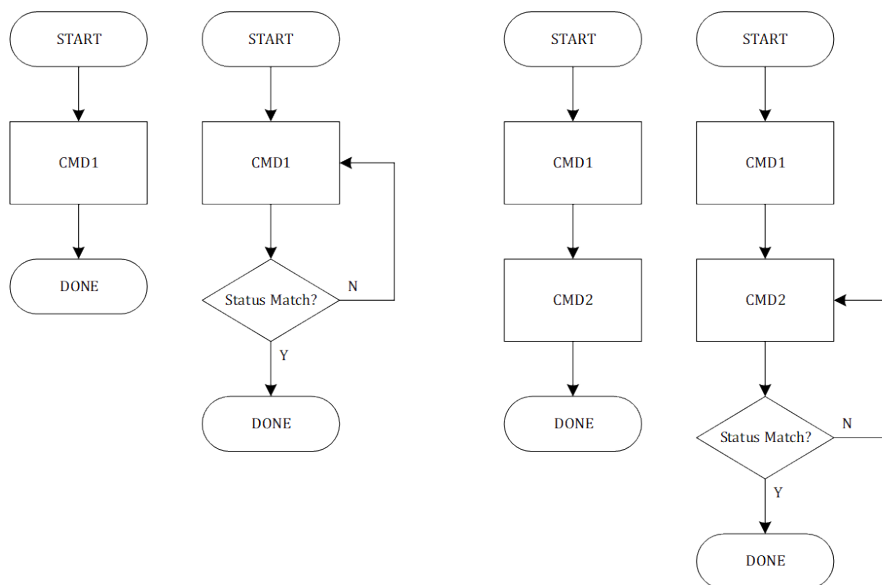 START
CMD1
DONE
START
CMD1
Status Match?
N
Y
DONE
START
CMD1
CMD2
DONE
START
CMD1
CMD2
Status Match?
N
Y
DONE